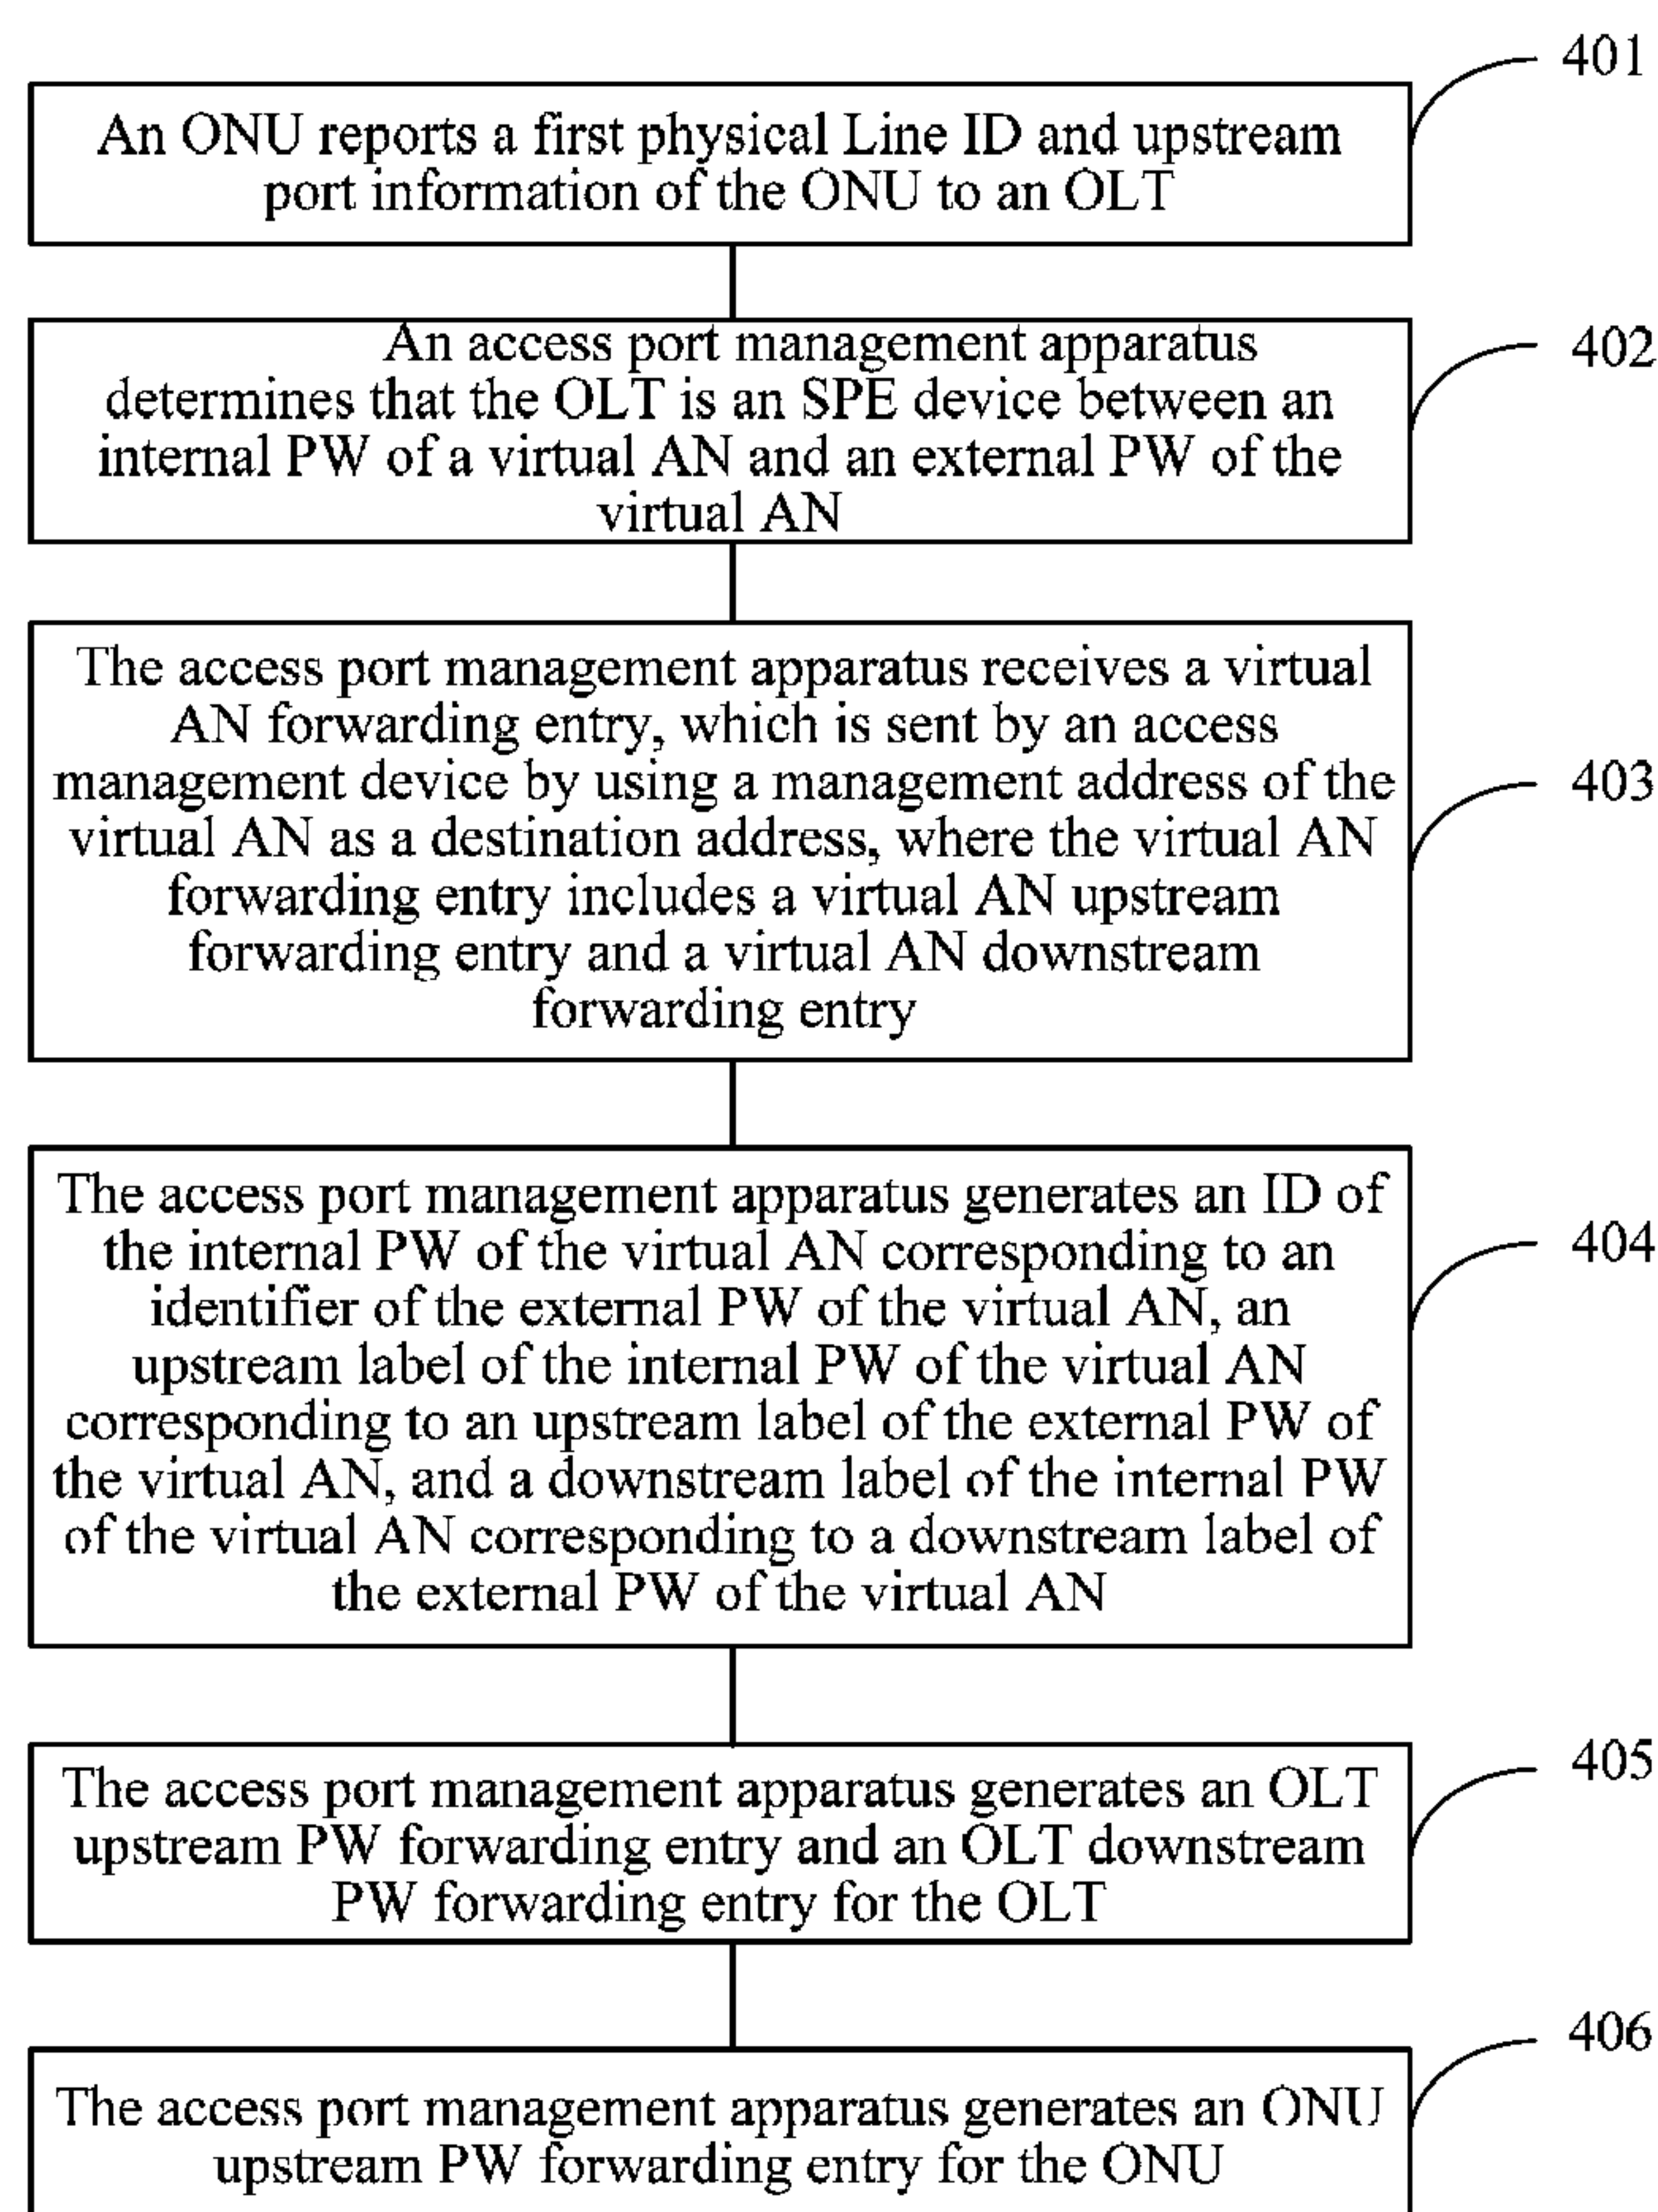 401
An ONU reports a first physical Line ID and upstream
port information of the ONU to an OLT
402
An access port management apparatus
determines that the OLT is an SPE device between an
internal PW of a virtual AN and an external PW of the
virtual AN
403
The access port management apparatus receives a virtual
AN forwarding entry, which is sent by an access
management device by using a management address of the
virtual AN as a destination address, where the virtual AN
forwarding entry includes a virtual AN upstream
forwarding entry and a virtual AN downstream
forwarding entry
404
The access port management apparatus generates an ID of
the internal PW of the virtual AN corresponding to an
identifier of the external PW of the virtual AN, an
upstream label of the internal PW of the virtual AN
corresponding to an upstream label of the external PW of
the virtual AN, and a downstream label of the internal PW
of the virtual AN corresponding to a downstream label of
the external PW of the virtual AN
405
The access port management apparatus generates an OLT
upstream PW forwarding entry and an OLT downstream
PW forwarding entry for the OLT
406
The access port management apparatus generates an ONU
upstream PW forwarding entry for the ONU